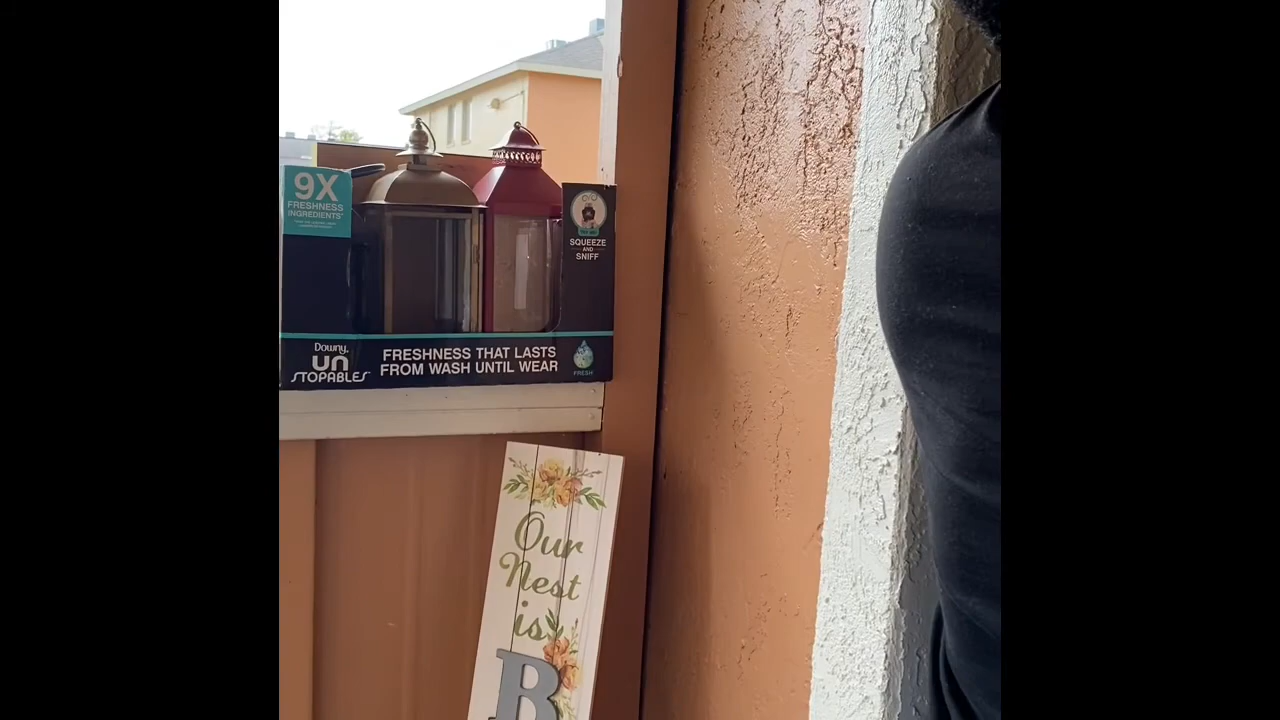 9X
FRESHNESS
INGREDIENTS
SQUEEZE
AND
SNIFF
Downy
un
STOPABLES
FRESHNESS THAT LASTS
FROM WASH UNTIL WEAR
FRESH
Our
Nest
is
B